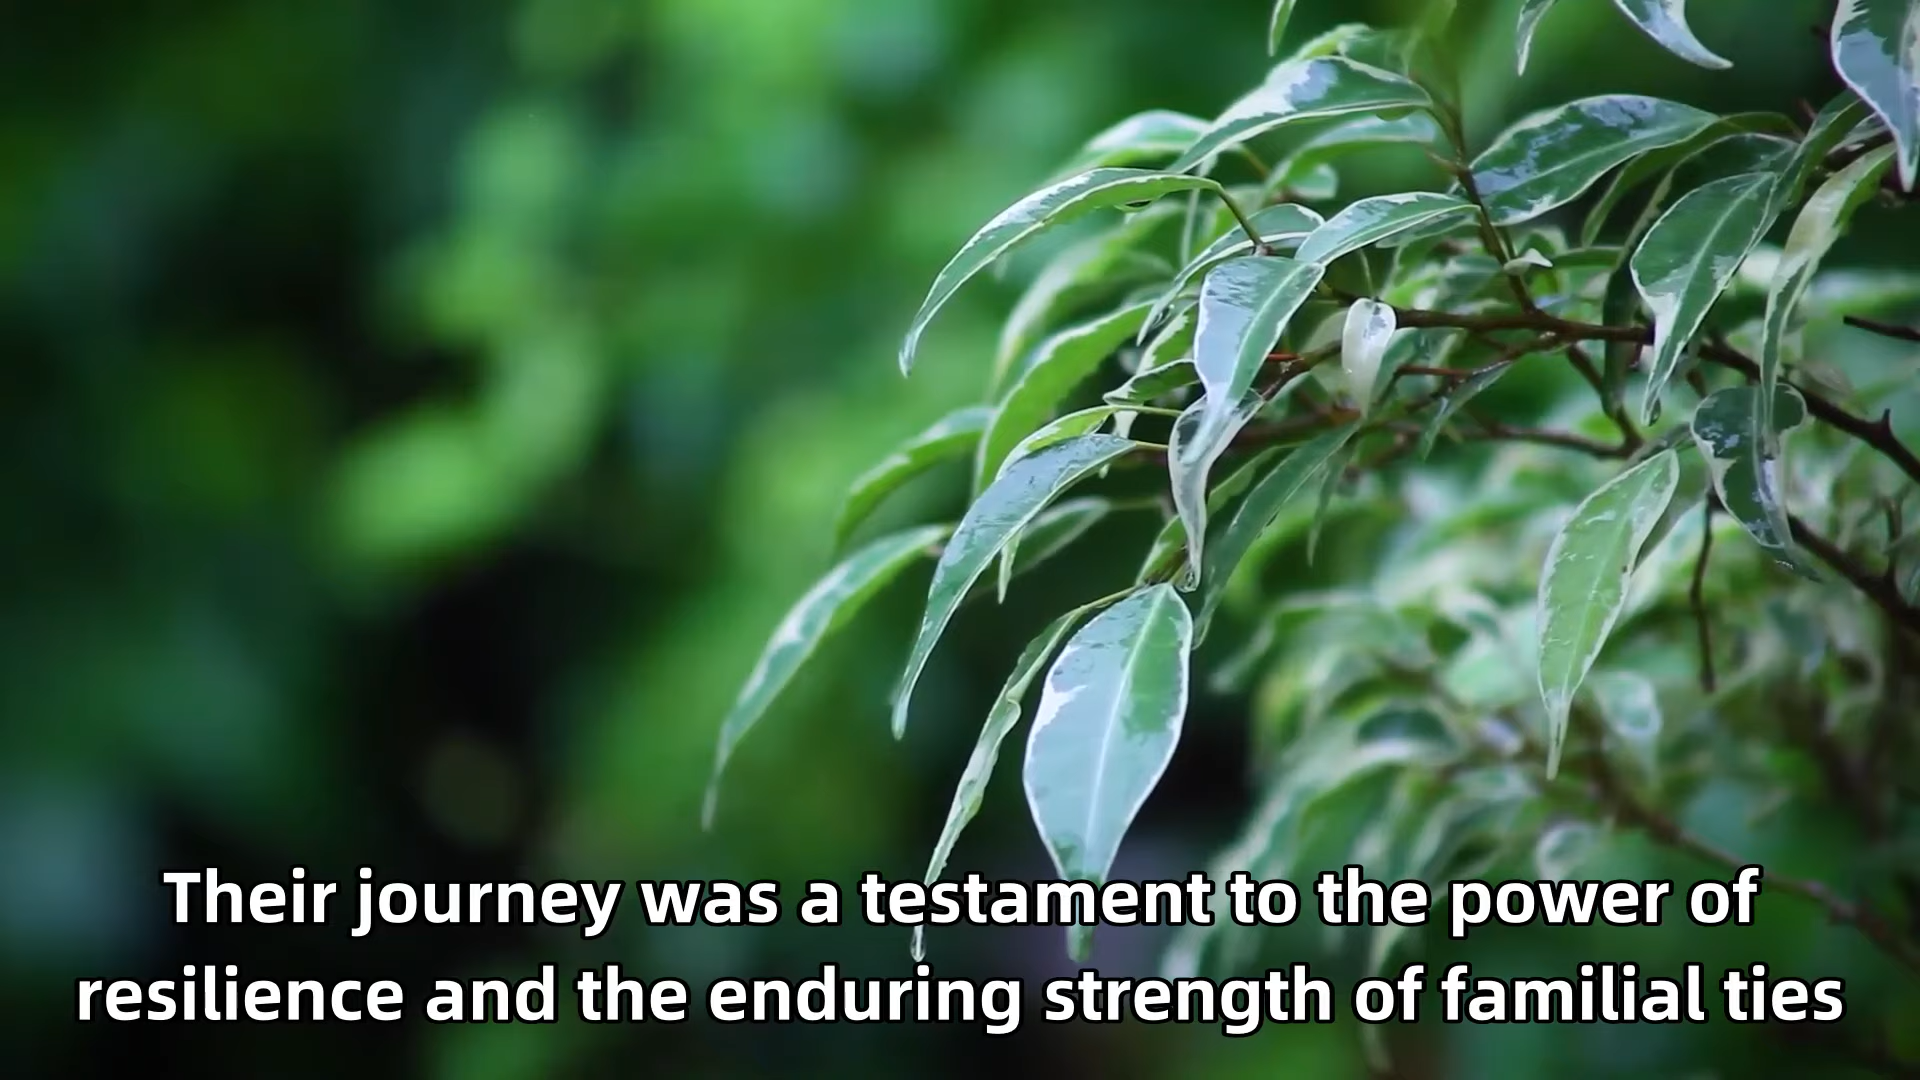 Their journey was a testament to the power of
resilience and the enduring strength of familial ties